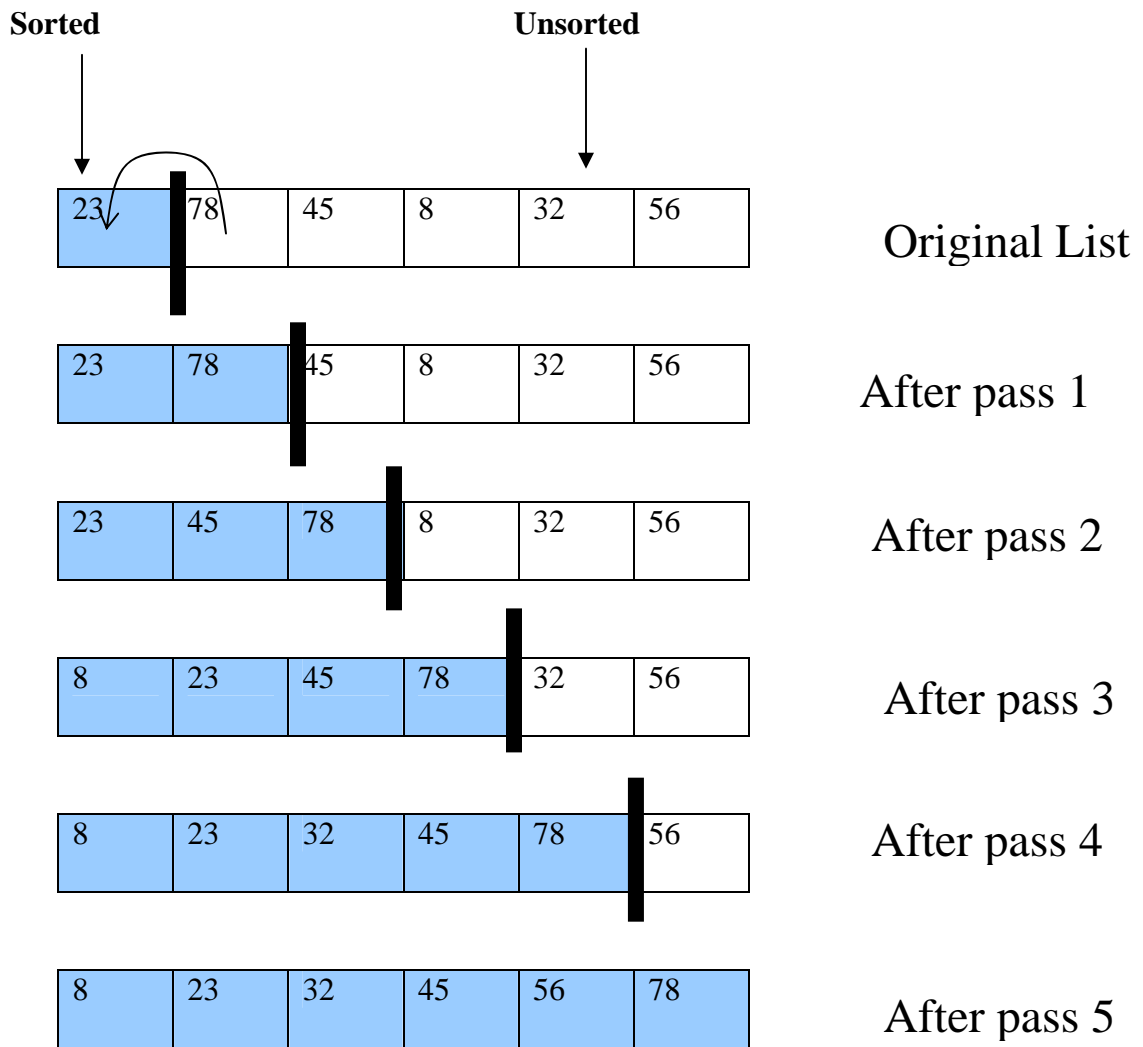 Sorted Unsorted
23 78 45 8 32 56 Original List
23 78 45 8 32 56 After pass 1
23 45 78 8 32 56 After pass 2
8 23 45 78 32 56 After pass 3
8 23 32 45 78 56 After pass 4
8 23 32 45 56 78 After pass 5